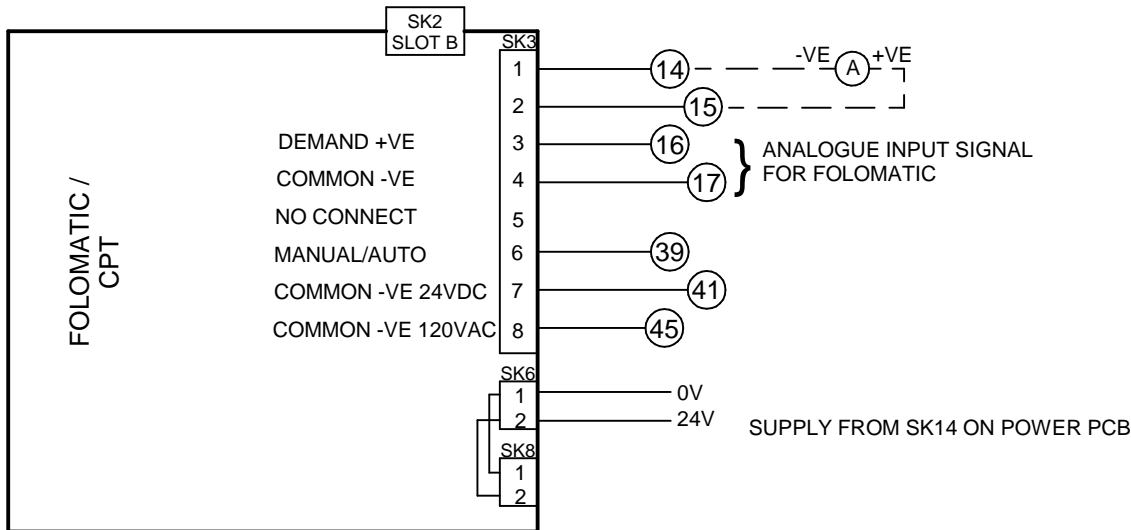 SK2
SLOT B
SK3
1 14 -VE A +VE
2 15
DEMAND +VE 3 16
COMMON -VE 4 17
} ANALOGUE INPUT SIGNAL
FOR FOLOMATIC
NO CONNECT 5
MANUAL/AUTO 6 39
COMMON -VE 24VDC 7 41
COMMON -VE 120VAC 8 45
FOLOMATIC /
CPT
SK6
1 0V
2 24V
SUPPLY FROM SK14 ON POWER PCB
SK8
1
2